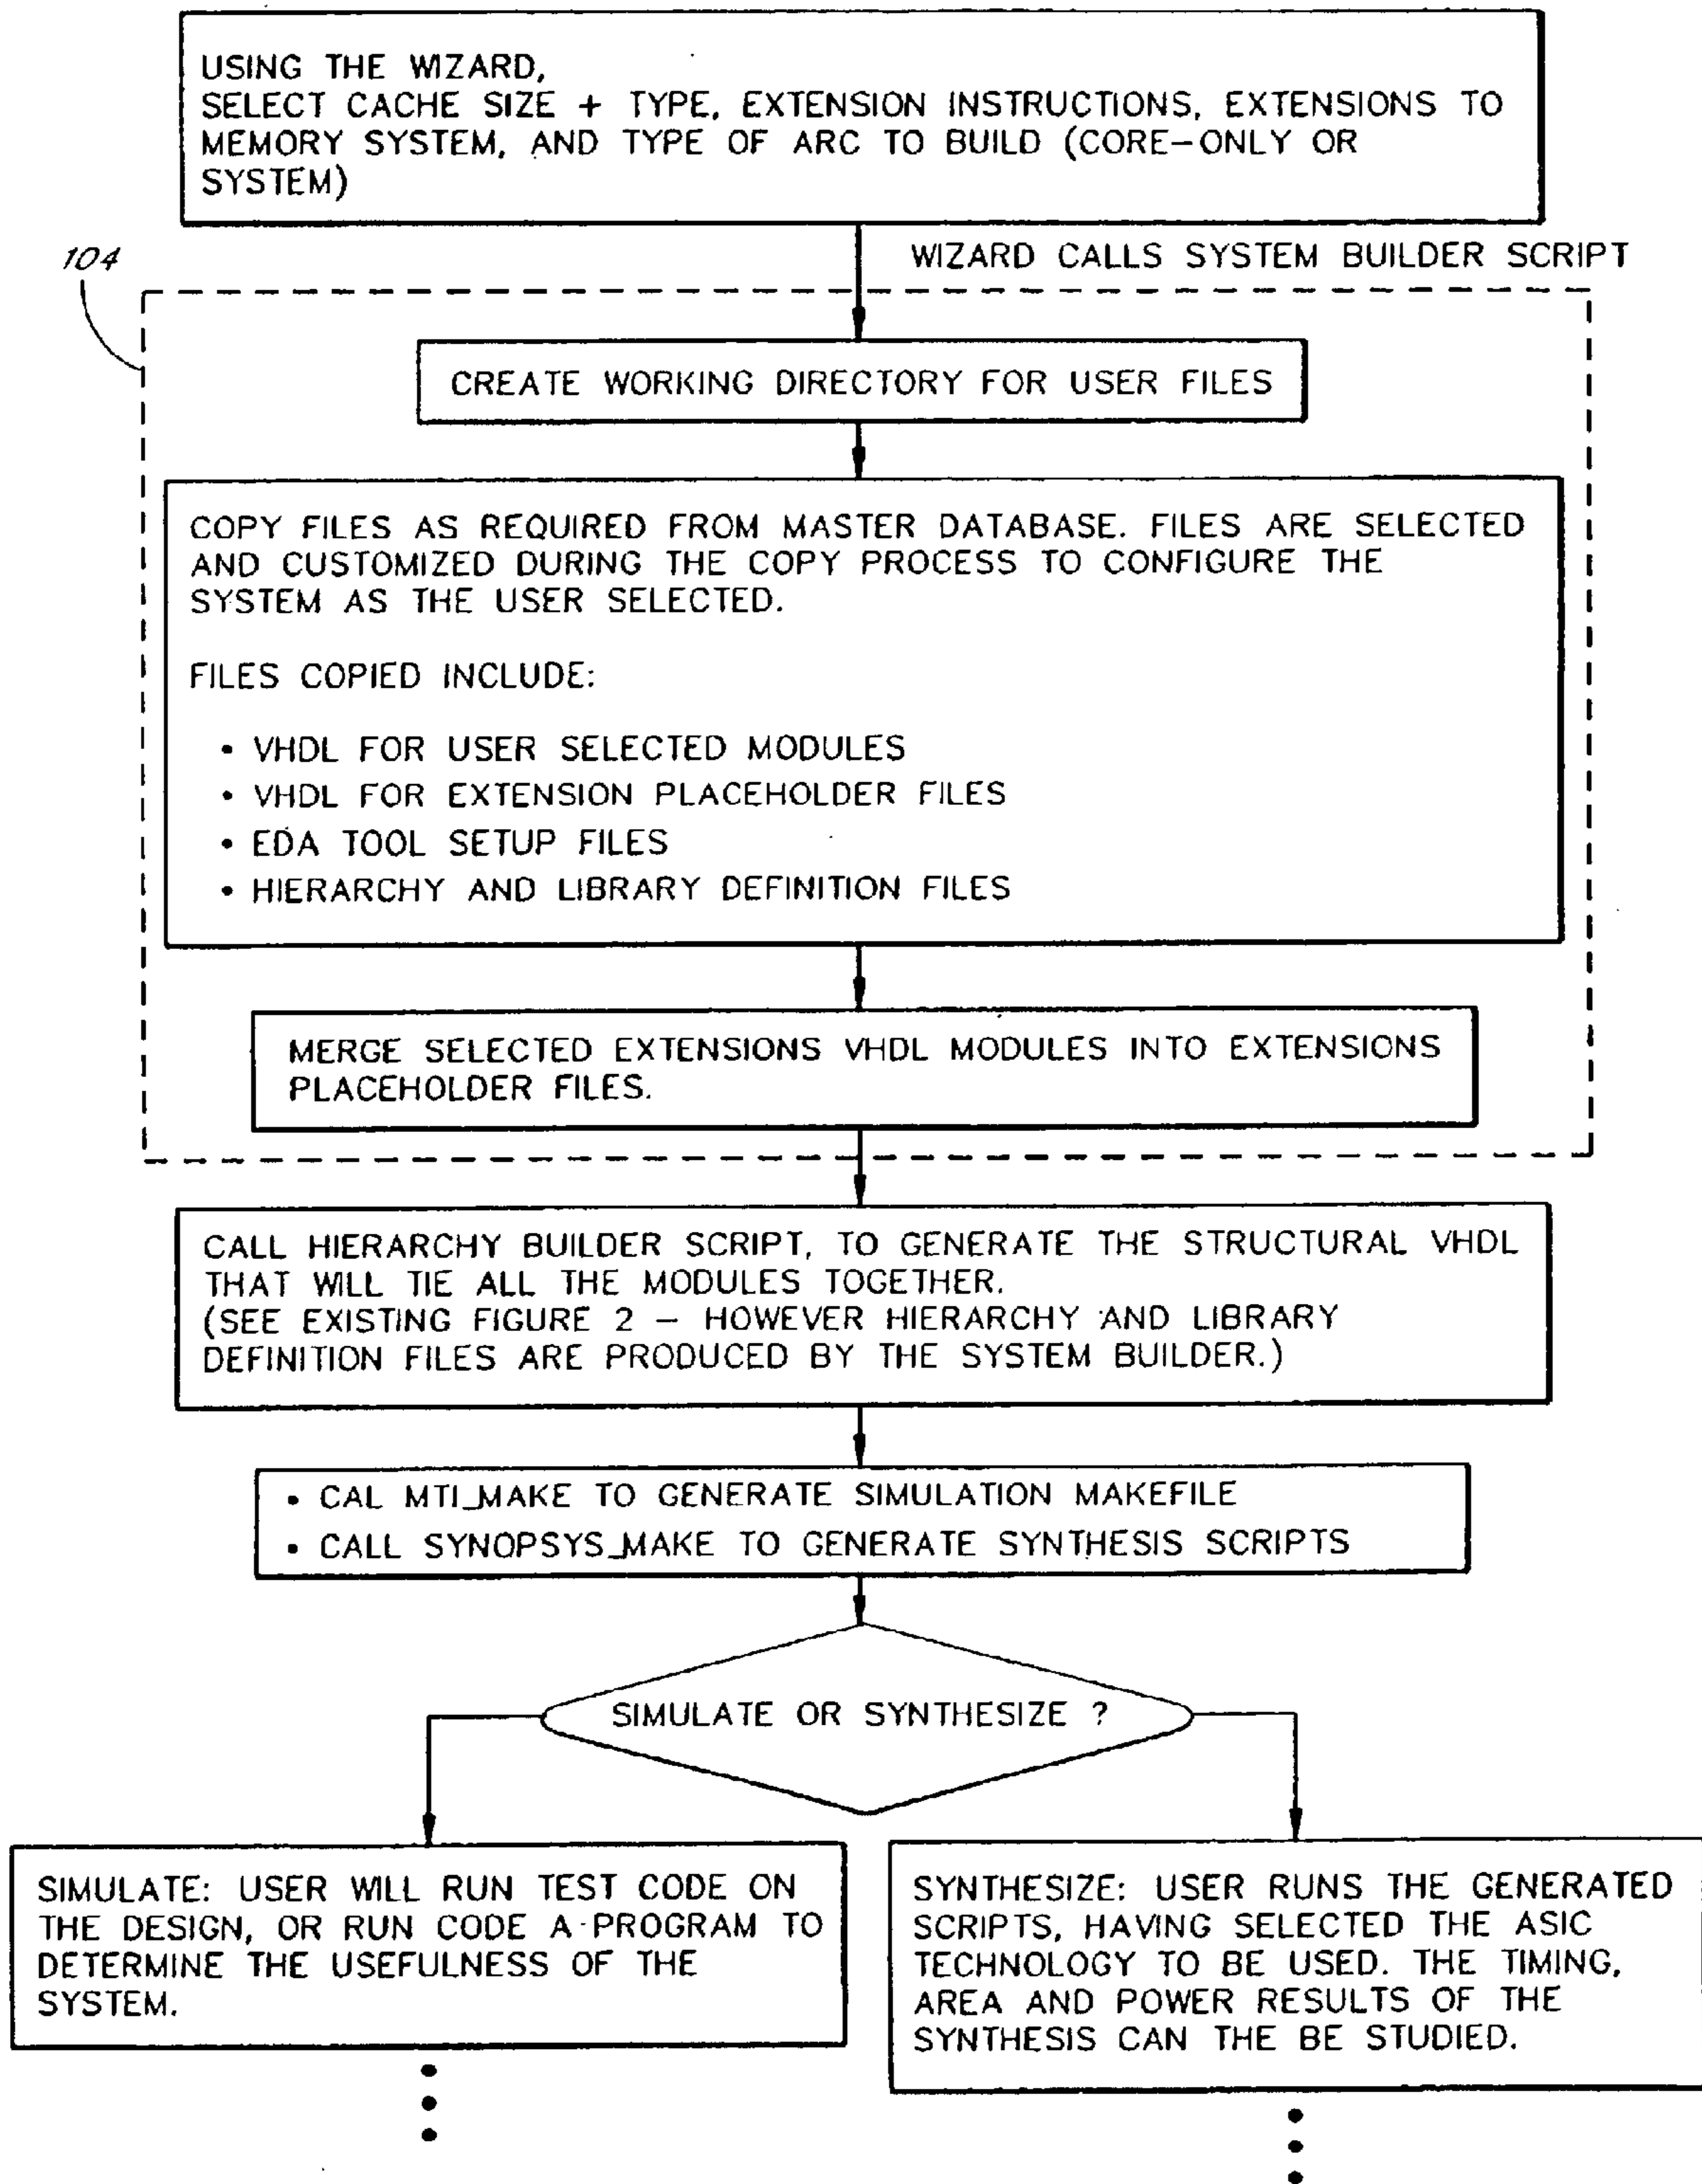 USING THE WIZARD,
SELECT CACHE SIZE + TYPE, EXTENSION INSTRUCTIONS, EXTENSIONS TO
MEMORY SYSTEM, AND TYPE OF ARC TO BUILD (CORE-ONLY OR
SYSTEM)
104
WIZARD CALLS SYSTEM BUILDER SCRIPT
CREATE WORKING DIRECTORY FOR USER FILES
COPY FILES AS REQUIRED FROM MASTER DATABASE. FILES ARE SELECTED
AND CUSTOMIZED DURING THE COPY PROCESS TO CONFIGURE THE
SYSTEM AS THE USER SELECTED.
FILES COPIED INCLUDE:
• VHDL FOR USER SELECTED MODULES
• VHDL FOR EXTENSION PLACEHOLDER FILES
• EDA TOOL SETUP FILES
• HIERARCHY AND LIBRARY DEFINITION FILES
MERGE SELECTED EXTENSIONS VHDL MODULES INTO EXTENSIONS
PLACEHOLDER FILES.
CALL HIERARCHY BUILDER SCRIPT, TO GENERATE THE STRUCTURAL VHDL
THAT WILL TIE ALL THE MODULES TOGETHER.
(SEE EXISTING FIGURE 2 - HOWEVER HIERARCHY AND LIBRARY
DEFINITION FILES ARE PRODUCED BY THE SYSTEM BUILDER.)
• CAL MTI_MAKE TO GENERATE SIMULATION MAKEFILE
• CALL SYNOPSYS_MAKE TO GENERATE SYNTHESIS SCRIPTS
SIMULATE OR SYNTHESIZE ?
SIMULATE: USER WILL RUN TEST CODE ON
THE DESIGN, OR RUN CODE A PROGRAM TO
DETERMINE THE USEFULNESS OF THE
SYSTEM.
SYNTHESIZE: USER RUNS THE GENERATED
SCRIPTS, HAVING SELECTED THE ASIC
TECHNOLOGY TO BE USED. THE TIMING,
AREA AND POWER RESULTS OF THE
SYNTHESIS CAN THE BE STUDIED.